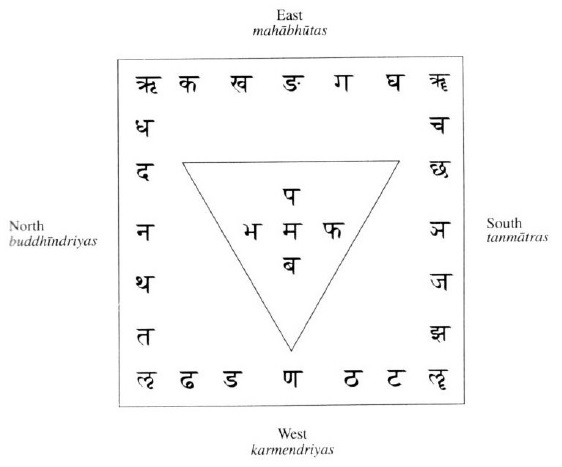 East
mahābhūtas
ऋ क ख ङ ग घ ॠ
ध च
द छ
प
North
buddhīndriyas
न भ म फ ञ
South
tanmātras
ब
थ ज
त झ
ऌ ढ ड ण ठ ट ॡ
West
karmendriyas